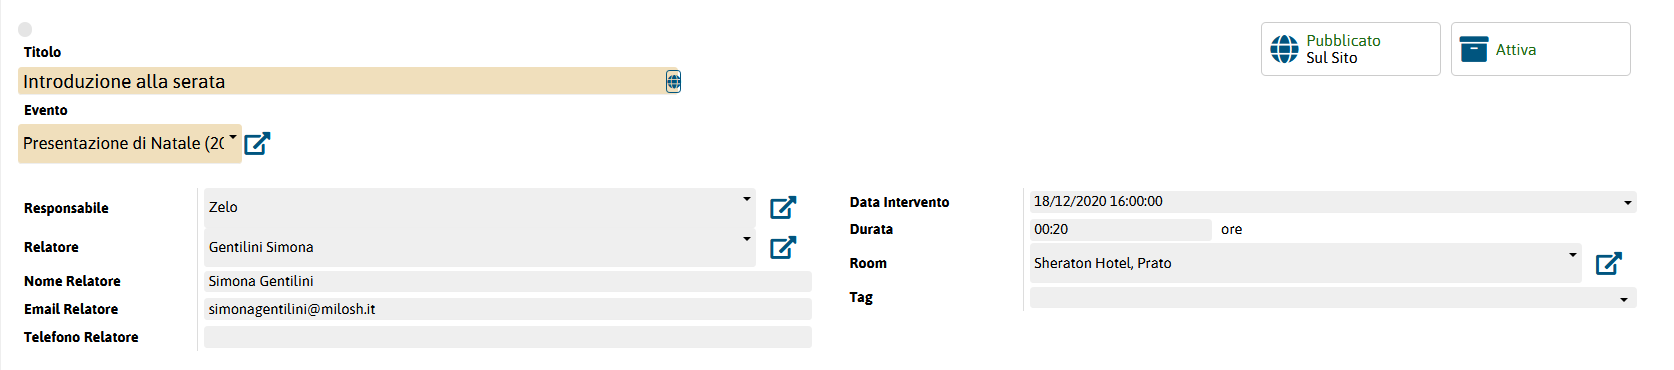 Titolo
Introduzione alla serata
Evento
Presentazione di Natale (20
Pubblicato
Sul Sito
Attiva
Responsabile
Zelo
Relatore
Gentilini Simona
Nome Relatore
Simona Gentilini
Email Relatore
simonagentilini@milosh.it
Telefono Relatore
Data Intervento
18/12/2020 16:00:00
Durata
00:20
ore
Room
Sheraton Hotel, Prato
Tag